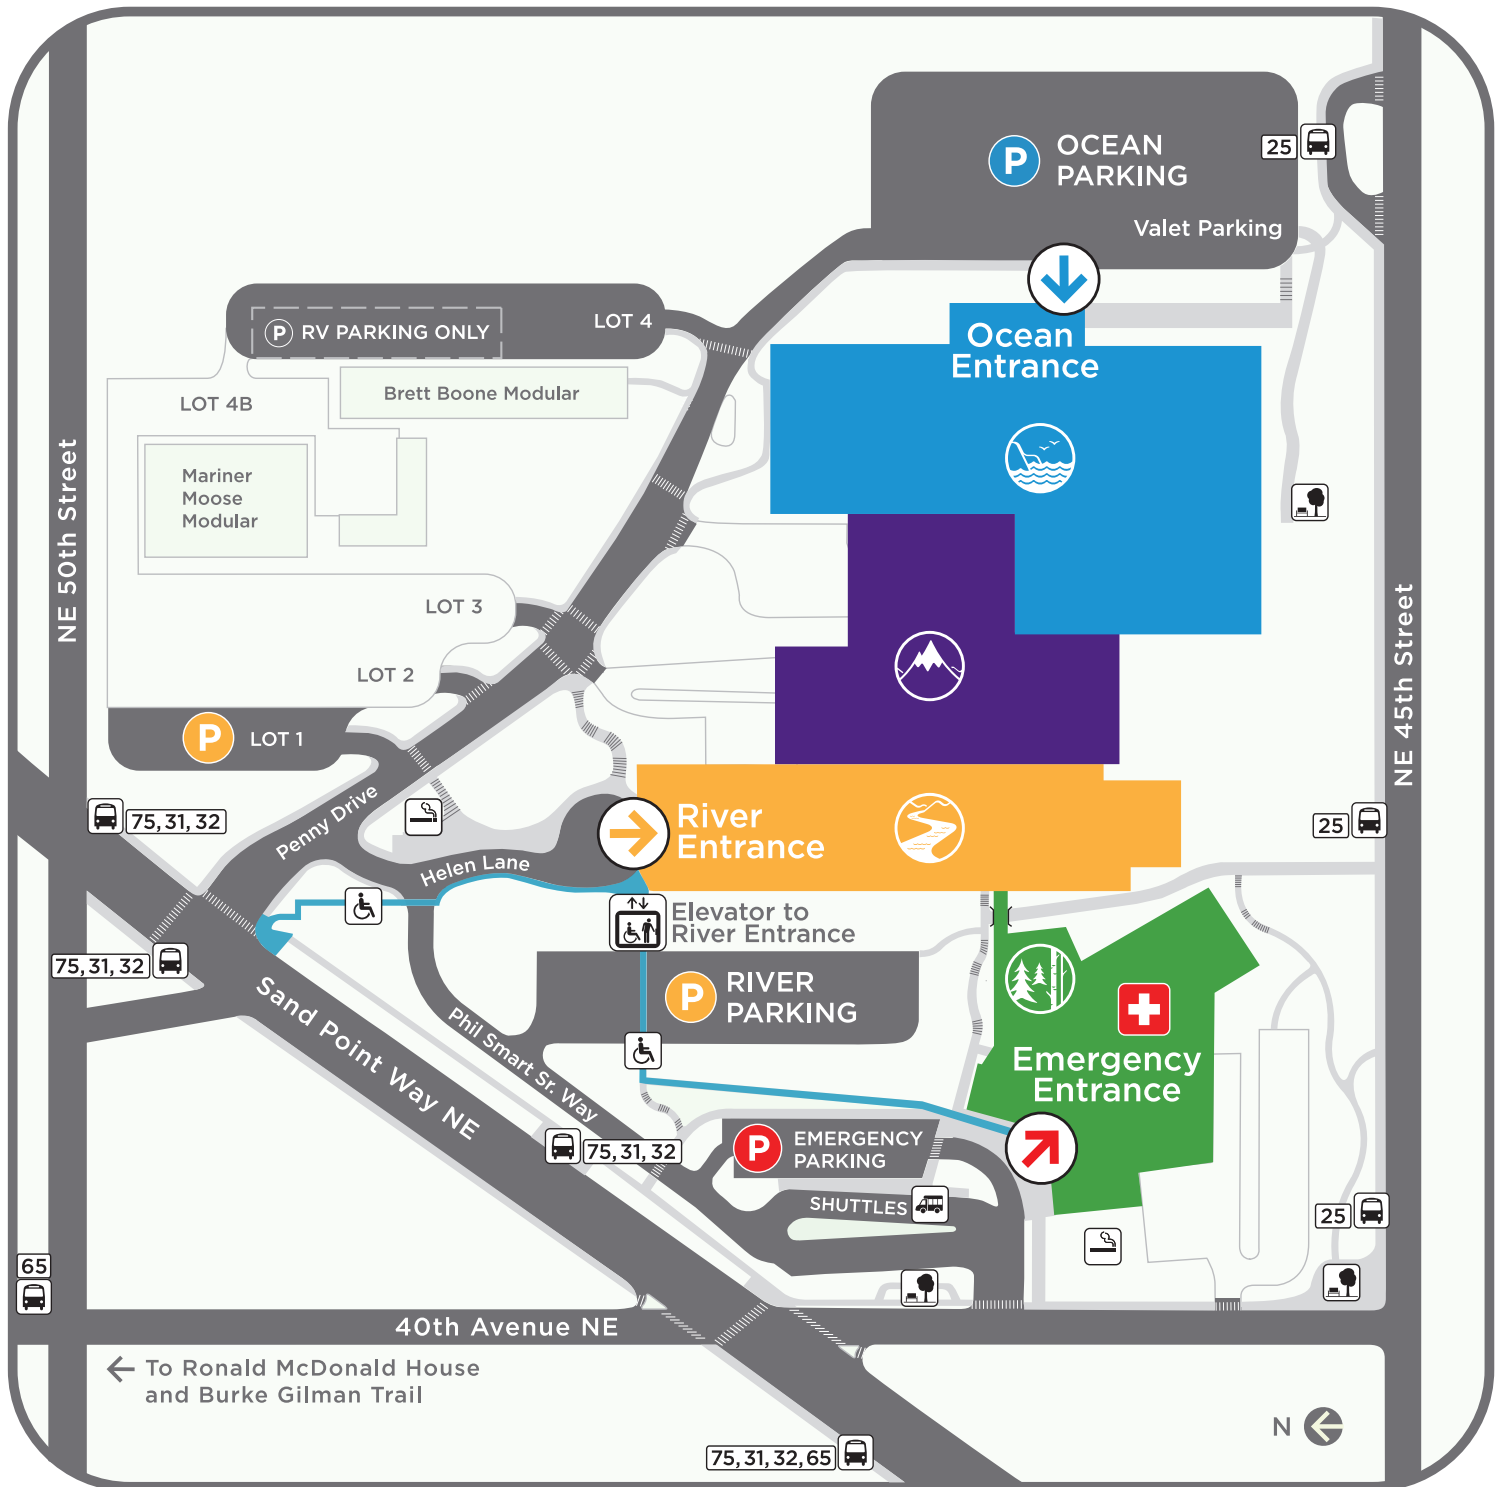 P
OCEAN
PARKING
25
Valet Parking
P
RV PARKING ONLY
LOT 4
Ocean
Entrance
Brett Boone Modular
LOT 4B
Mariner
Moose
Modular
NE 50th Street
NE 45th Street
LOT 3
LOT 2
P
LOT 1
75, 31, 32
Penny Drive
River
Entrance
25
Helen Lane
Elevator to
River Entrance
75, 31, 32
P
RIVER
PARKING
Sand Point Way NE
Phil Smart Sr. Way
Emergency
Entrance
P
EMERGENCY
PARKING
75, 31, 32
SHUTTLES
25
65
40th Avenue NE
To Ronald McDonald House
and Burke Gilman Trail
N
75, 31, 32, 65